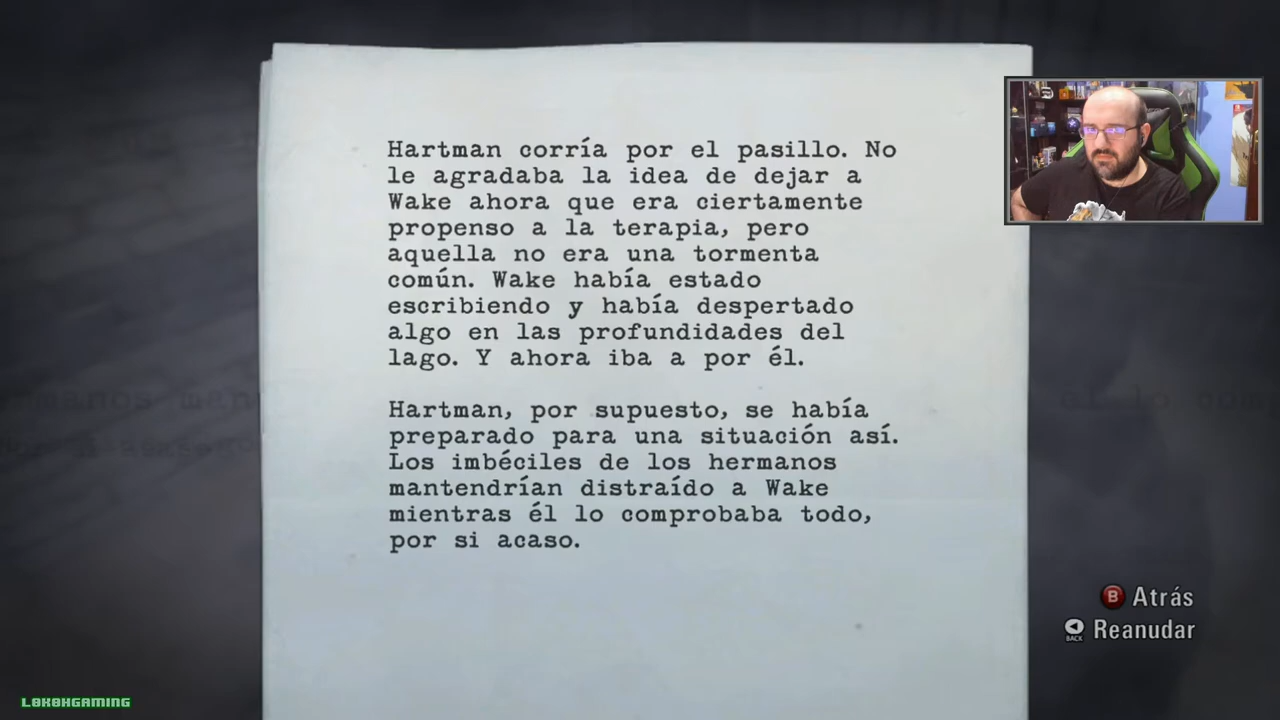 Hartman corría por el pasillo. No
le agradaba la idea de dejar a
Wake ahora que era ciertamente
propenso a la terapia, pero
aquella no era una tormenta
común. Wake había estado
escribiendo y había despertado
algo en las profundidades del
lago. Y ahora iba a por él.
Hartman, por supuesto, se había
preparado para una situación así.
Los imbéciles de los hermanos
mantendrían distraído a Wake
mientras él lo comprobaba todo,
por si acaso.
B Atrás
BACK Reanudar
L0K0XGAMING